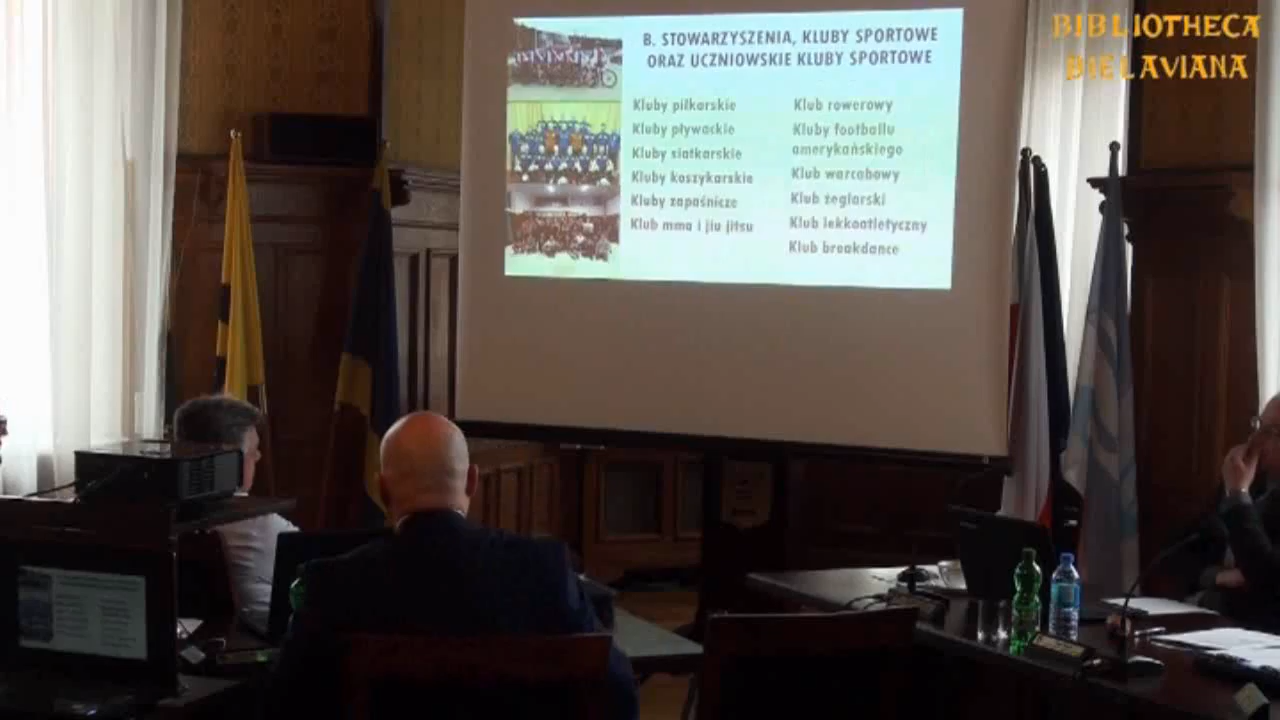 BIBLIOTHECA
BIELAVIANA
B. STOWARZYSZENIA, KLUBY SPORTOWE
ORAZ UCZNIOWSKIE KLUBY SPORTOWE
Kluby piłkarskie
Kluby pływackie
Kluby siatkarskie
Kluby koszykarskie
Kluby zapaśnicze
Klub mma i jiu jitsu
Klub rowerowy
Kluby footballu
amerykańskiego
Klub warcabowy
Klub żeglarski
Klub lekkoatletyczny
Klub breakdance